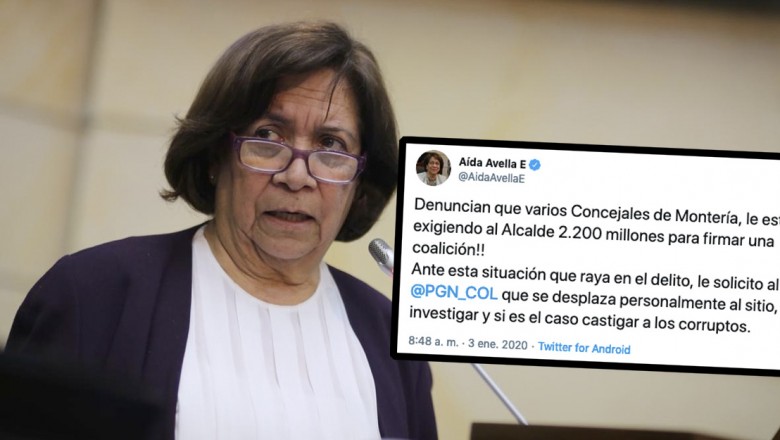 Aída Avella E
@AidaAvellaE
Denuncian que varios Concejales de Montería, le est
exigiendo al Alcalde 2.200 millones para firmar una
coalición!!
Ante esta situación que raya en el delito, le solicito al
@PGN_COL que se desplaza personalmente al sitio,
investigar y si es el caso castigar a los corruptos.
8:48 a. m. · 3 ene. 2020 · Twitter for Android